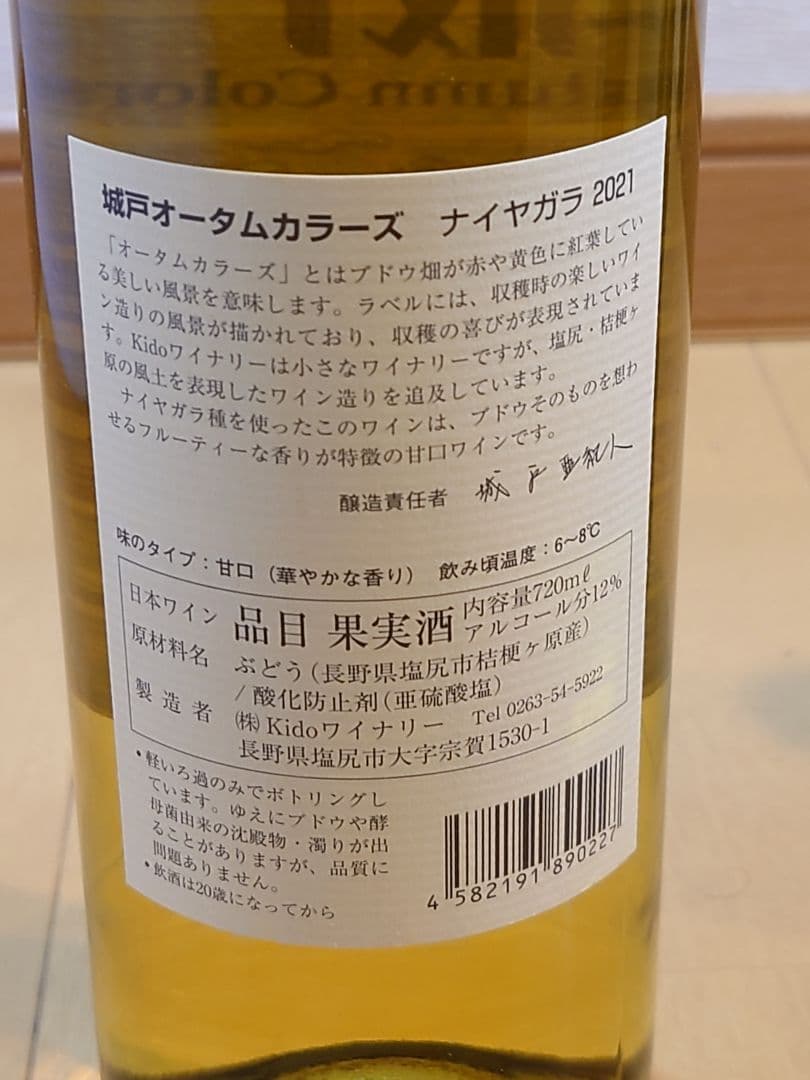 城戸オータムカラーズ　ナイヤガラ 2021
「オータムカラーズ」とはブドウ畑が赤や黄色に紅葉してい
る美しい風景を意味します。ラベルには、収穫時の楽しいワイ
ン造りの風景が描かれており、収穫の喜びが表現されていま
す。Kidoワイナリーは小さなワイナリーですが、塩尻・桔梗ヶ
原の風土を表現したワイン造りを追及しています。
ナイヤガラ種を使ったこのワインは、ブドウそのものを想わ
せるフルーティーな香りが特徴の甘口ワインです。
醸造責任者　城戸亜紀人
味のタイプ：甘口（華やかな香り）　飲み頃温度：6～8℃
日本ワイン 品目 果実酒 内容量720mℓ
アルコール分12%
原材料名 ぶどう（長野県塩尻市桔梗ヶ原産）
/ 酸化防止剤（亜硫酸塩）
製造者 ㈱Kidoワイナリー　Tel 0263-54-5922
長野県塩尻市大字宗賀1530-1
・軽いろ過のみでボトリングし
ています。ゆえにブドウや酵
母菌由来の沈殿物・濁りが出
ることがありますが、品質に
問題ありません。
・飲酒は20歳になってから
4 582191 890227